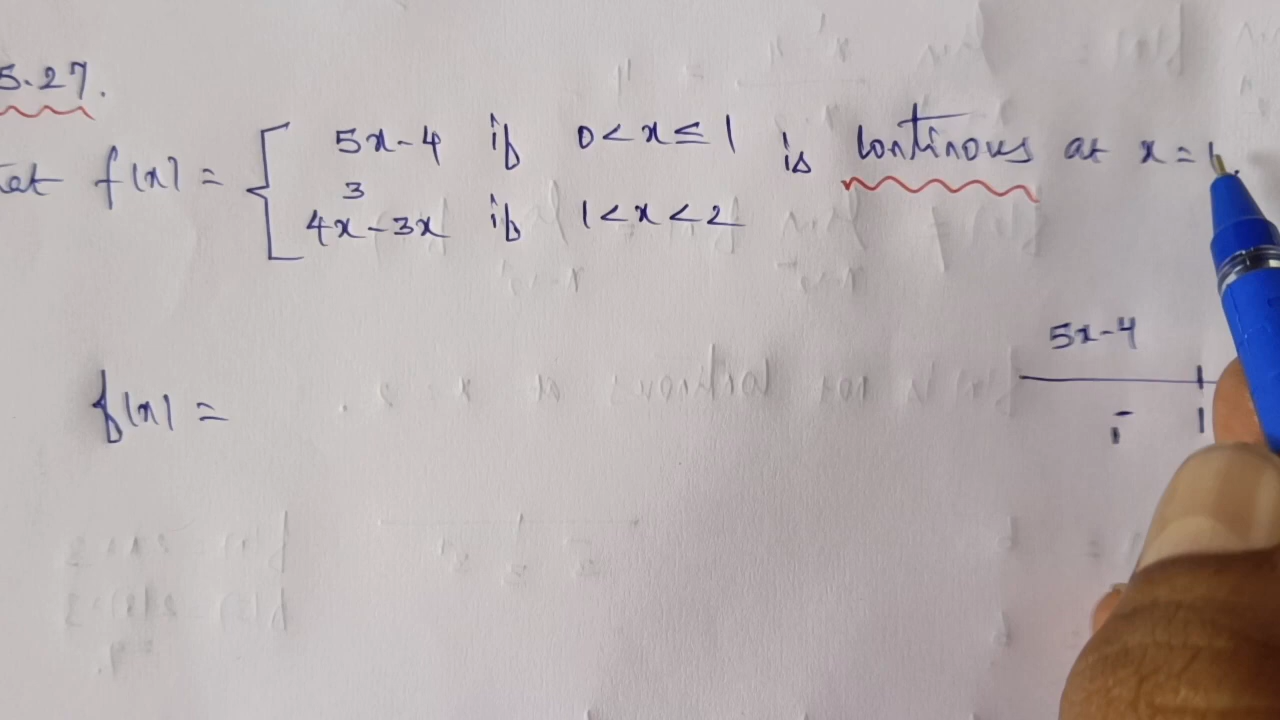 5.27.
f(x) = { 5x-4 if 0<x≤1 is continous at x=1.
4x³-3x if 1<x<2
5x-4
f(x) =
1⁻ 1